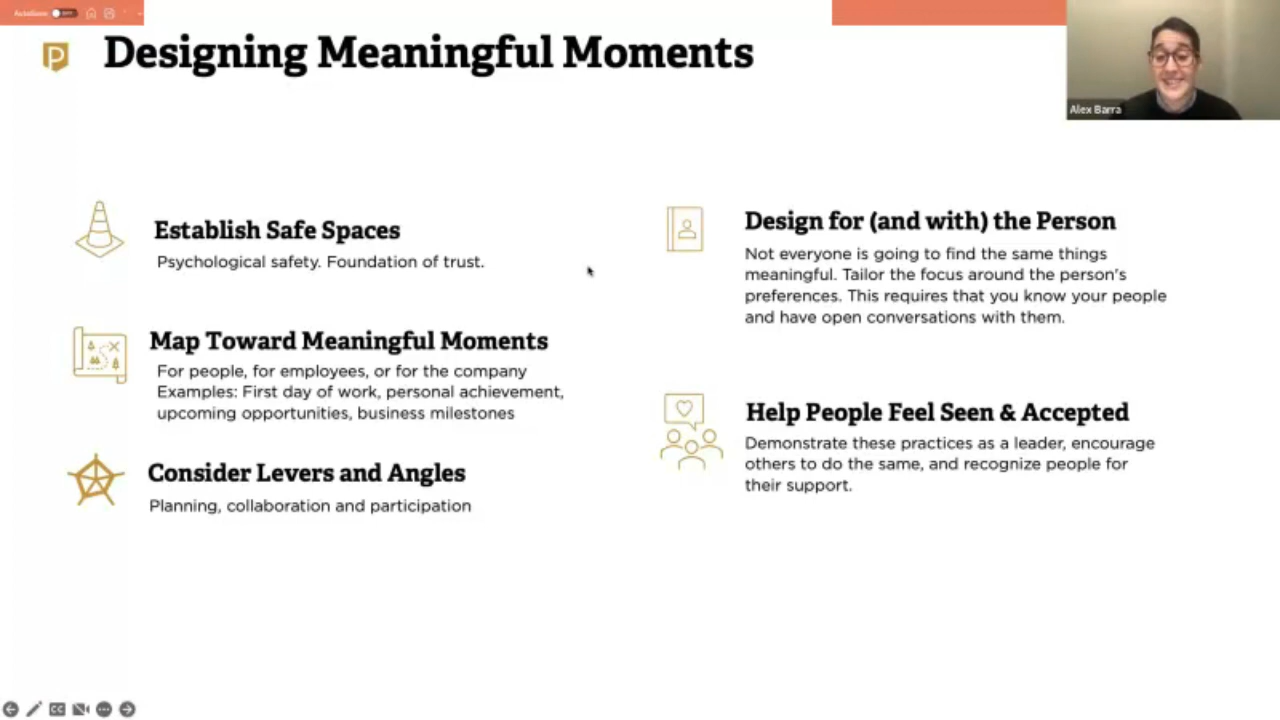 AutoSave
OFF
P
Designing Meaningful Moments
Alex Barra
Establish Safe Spaces
Psychological safety. Foundation of trust.
Map Toward Meaningful Moments
For people, for employees, or for the company
Examples: First day of work, personal achievement,
upcoming opportunities, business milestones
Consider Levers and Angles
Planning, collaboration and participation
Design for (and with) the Person
Not everyone is going to find the same things
meaningful. Tailor the focus around the person's
preferences. This requires that you know your people
and have open conversations with them.
Help People Feel Seen & Accepted
Demonstrate these practices as a leader, encourage
others to do the same, and recognize people for
their support.
CC